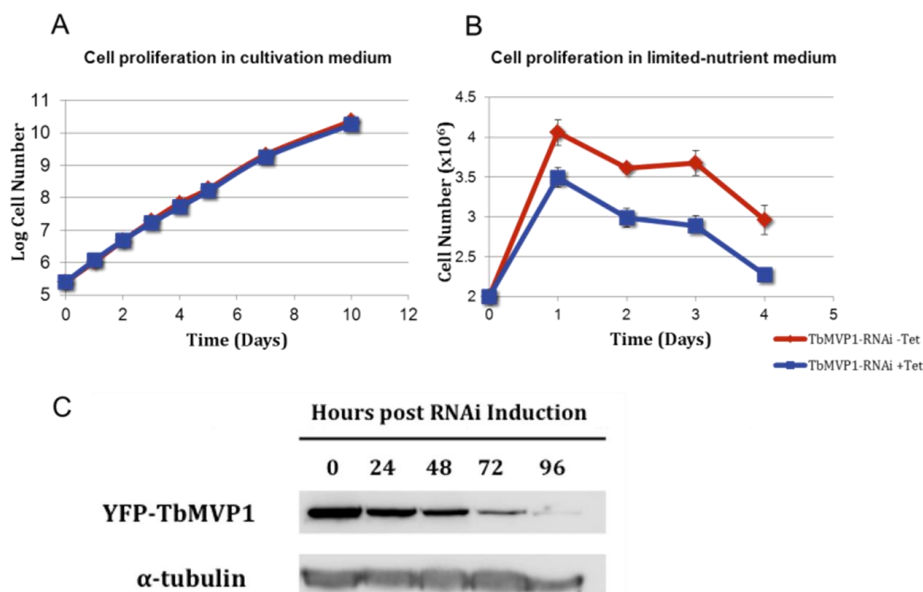 A
Cell proliferation in cultivation medium
Log Cell Number
11
10
9
8
7
6
5
0 2 4 6 8 10 12
Time (Days)
B
Cell proliferation in limited-nutrient medium
Cell Number (x10⁶)
4.5
4
3.5
3
2.5
2
0 1 2 3 4 5
Time (Days)
TbMVP1-RNAi -Tet
TbMVP1-RNAi +Tet
C
Hours post RNAi Induction
0 24 48 72 96
YFP-TbMVP1
α-tubulin